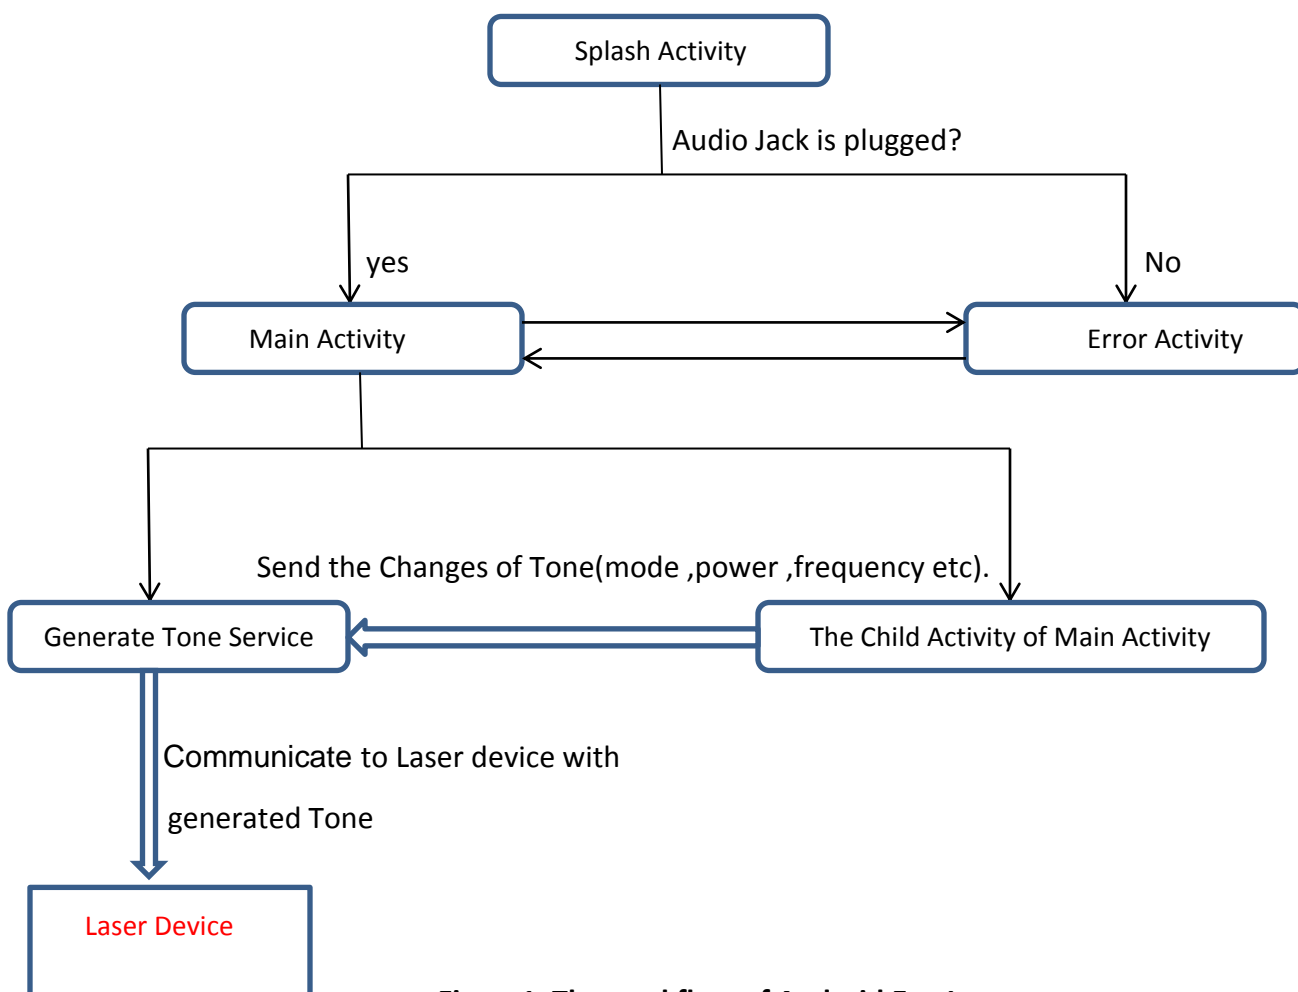 Splash Activity
Audio Jack is plugged?
yes
No
Main Activity
Error Activity
Send the Changes of Tone(mode ,power ,frequency etc).
Generate Tone Service
The Child Activity of Main Activity
Communicate to Laser device with
generated Tone
Laser Device